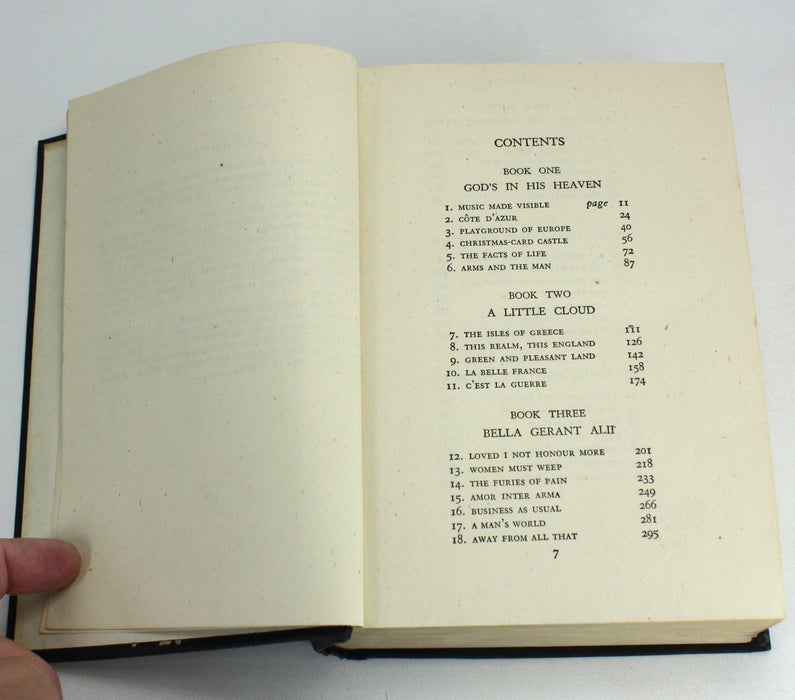 CONTENTS
BOOK ONE
GOD'S IN HIS HEAVEN
1. MUSIC MADE VISIBLE page 11
2. CÔTE D'AZUR 24
3. PLAYGROUND OF EUROPE 40
4. CHRISTMAS-CARD CASTLE 56
5. THE FACTS OF LIFE 72
6. ARMS AND THE MAN 87
BOOK TWO
A LITTLE CLOUD
7. THE ISLES OF GREECE 111
8. THIS REALM, THIS ENGLAND 126
9. GREEN AND PLEASANT LAND 142
10. LA BELLE FRANCE 158
11. C'EST LA GUERRE 174
BOOK THREE
BELLA GERANT ALII
12. LOVED I NOT HONOUR MORE 201
13. WOMEN MUST WEEP 218
14. THE FURIES OF PAIN 233
15. AMOR INTER ARMA 249
16. BUSINESS AS USUAL 266
17. A MAN'S WORLD 281
18. AWAY FROM ALL THAT 295
7